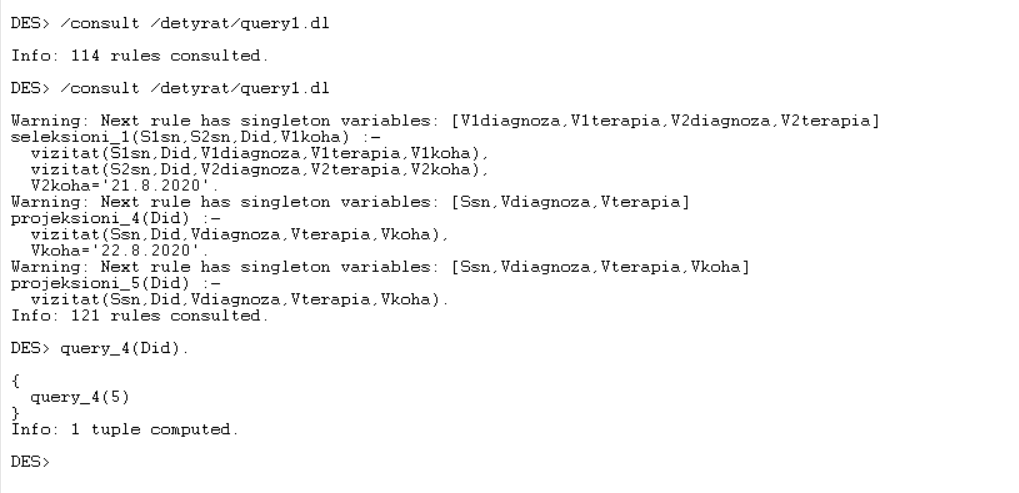 DES> /consult /detyrat/query1.dl
Info: 114 rules consulted.
DES> /consult /detyrat/query1.dl
Warning: Next rule has singleton variables: [V1diagnoza,V1terapia,V2diagnoza,V2terapia]
seleksioni_1(S1sn,S2sn,Did,V1koha) :-
  vizitat(S1sn,Did,V1diagnoza,V1terapia,V1koha),
  vizitat(S2sn,Did,V2diagnoza,V2terapia,V2koha),
  V2koha='21.8.2020'.
Warning: Next rule has singleton variables: [Ssn,Vdiagnoza,Vterapia]
projeksioni_4(Did) :-
  vizitat(Ssn,Did,Vdiagnoza,Vterapia,Vkoha),
  Vkoha='22.8.2020'.
Warning: Next rule has singleton variables: [Ssn,Vdiagnoza,Vterapia,Vkoha]
projeksioni_5(Did) :-
  vizitat(Ssn,Did,Vdiagnoza,Vterapia,Vkoha).
Info: 121 rules consulted.
DES> query_4(Did).
{
  query_4(5)
}
Info: 1 tuple computed.
DES>